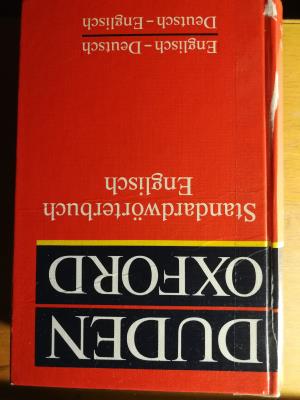 DUDEN
OXFORD
Standardwörterbuch
Englisch
Englisch – Deutsch
Deutsch – Englisch